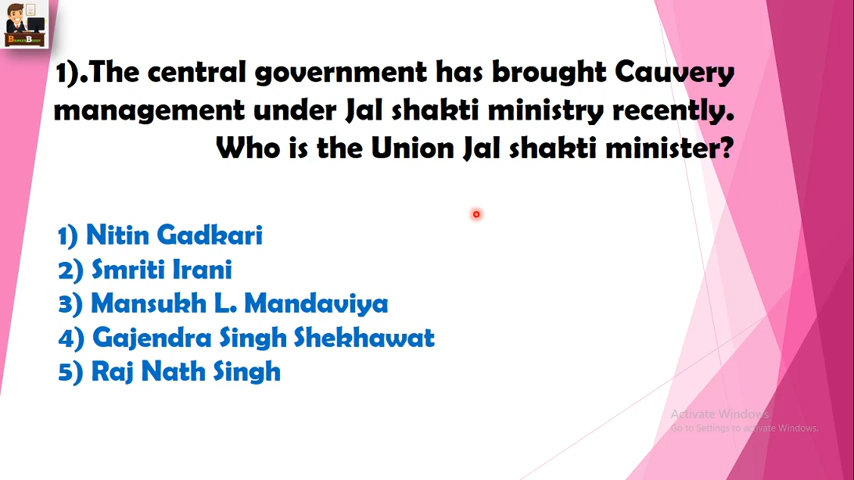 1).The central government has brought Cauvery
management under Jal shakti ministry recently.
Who is the Union Jal shakti minister?
1) Nitin Gadkari
2) Smriti Irani
3) Mansukh L. Mandaviya
4) Gajendra Singh Shekhawat
5) Raj Nath Singh
Activate Windows
Go to Settings to activate Windows.